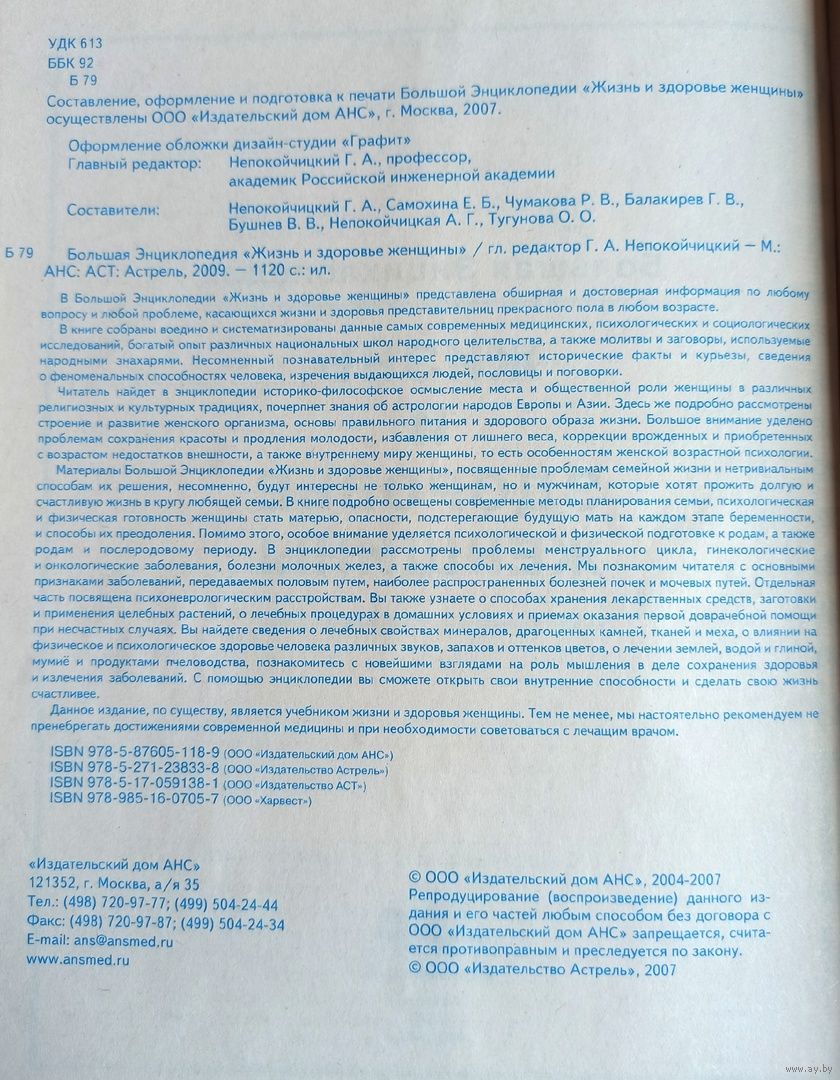 УДК 613
ББК 92
Б 79
Составление, оформление и подготовка к печати Большой Энциклопедии «Жизнь и здоровье женщины»
осуществлены ООО «Издательский дом АНС», г. Москва, 2007.
Оформление обложки дизайн-студии «Графит»
Главный редактор: Непокойчицкий Г. А., профессор,
академик Российской инженерной академии
Составители: Непокойчицкий Г. А., Самохина Е. Б., Чумакова Р. В., Балакирев Г. В.,
Бушнев В. В., Непокойчицкая А. Г., Тугунова О. О.
Б 79 Большая Энциклопедия «Жизнь и здоровье женщины» / гл. редактор Г. А. Непокойчицкий — М.:
АНС: АСТ: Астрель, 2009. — 1120 с.: ил.
В Большой Энциклопедии «Жизнь и здоровье женщины» представлена обширная и достоверная информация по любому
вопросу и любой проблеме, касающихся жизни и здоровья представительниц прекрасного пола в любом возрасте.
В книге собраны воедино и систематизированы данные самых современных медицинских, психологических и социологических
исследований, богатый опыт различных национальных школ народного целительства, а также молитвы и заговоры, используемые
народными знахарями. Несомненный познавательный интерес представляют исторические факты и курьезы, сведения
о феноменальных способностях человека, изречения выдающихся людей, пословицы и поговорки.
Читатель найдет в энциклопедии историко-философское осмысление места и общественной роли женщины в различных
религиозных и культурных традициях, почерпнет знания об астрологии народов Европы и Азии. Здесь же подробно рассмотрены
строение и развитие женского организма, основы правильного питания и здорового образа жизни. Большое внимание уделено
проблемам сохранения красоты и продления молодости, избавления от лишнего веса, коррекции врожденных и приобретенных
с возрастом недостатков внешности, а также внутреннему миру женщины, то есть особенностям женской возрастной психологии.
Материалы Большой Энциклопедии «Жизнь и здоровье женщины», посвященные проблемам семейной жизни и нетривиальным
способам их решения, несомненно, будут интересны не только женщинам, но и мужчинам, которые хотят прожить долгую и
счастливую жизнь в кругу любящей семьи. В книге подробно освещены современные методы планирования семьи, психологическая
и физическая готовность женщины стать матерью, опасности, подстерегающие будущую мать на каждом этапе беременности,
и способы их преодоления. Помимо этого, особое внимание уделяется психологической и физической подготовке к родам, а также
родам и послеродовому периоду. В энциклопедии рассмотрены проблемы менструального цикла, гинекологические
и онкологические заболевания, болезни молочных желез, а также способы их лечения. Мы познакомим читателя с основными
признаками заболеваний, передаваемых половым путем, наиболее распространенных болезней почек и мочевых путей. Отдельная
часть посвящена психоневрологическим расстройствам. Вы также узнаете о способах хранения лекарственных средств, заготовки
и применения целебных растений, о лечебных процедурах в домашних условиях и приемах оказания первой доврачебной помощи
при несчастных случаях. Вы найдете сведения о лечебных свойствах минералов, драгоценных камней, тканей и меха, о влиянии на
физическое и психологическое здоровье человека различных звуков, запахов и оттенков цветов, о лечении землей, водой и глиной,
мумиё и продуктами пчеловодства, познакомитесь с новейшими взглядами на роль мышления в деле сохранения здоровья
и излечения заболеваний. С помощью энциклопедии вы сможете открыть свои внутренние способности и сделать свою жизнь
счастливее.
Данное издание, по существу, является учебником жизни и здоровья женщины. Тем не менее, мы настоятельно рекомендуем не
пренебрегать достижениями современной медицины и при необходимости советоваться с лечащим врачом.
ISBN 978-5-87605-118-9 (ООО «Издательский дом АНС»)
ISBN 978-5-271-23833-8 (ООО «Издательство Астрель»)
ISBN 978-5-17-059138-1 (ООО «Издательство АСТ»)
ISBN 978-985-16-0705-7 (ООО «Харвест»)
«Издательский дом АНС»
121352, г. Москва, а/я 35
Тел.: (498) 720-97-77; (499) 504-24-44
Факс: (498) 720-97-87; (499) 504-24-34
E-mail: ans@ansmed.ru
www.ansmed.ru
© ООО «Издательский дом АНС», 2004-2007
Репродуцирование (воспроизведение) данного из-
дания и его частей любым способом без договора с
ООО «Издательский дом АНС» запрещается, счита-
ется противоправным и преследуется по закону.
© ООО «Издательство Астрель», 2007
www.ay.by